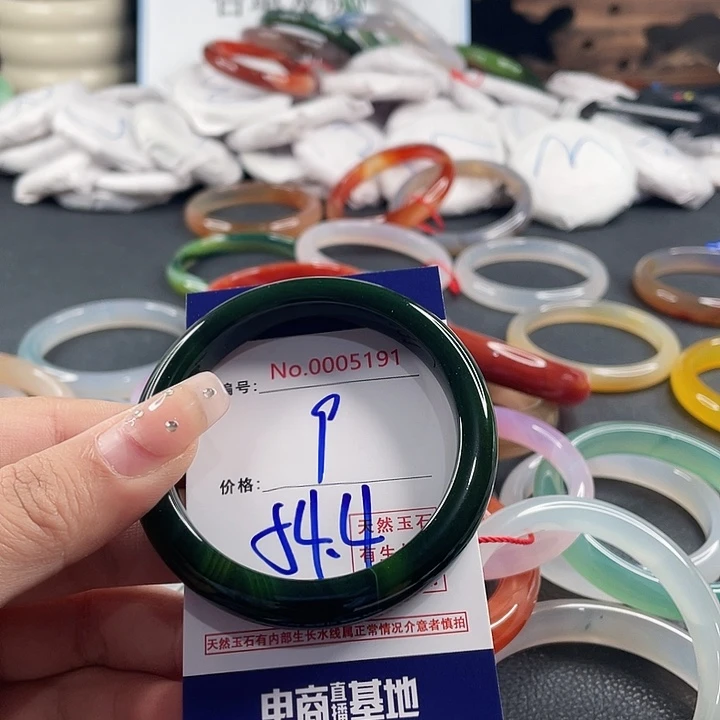 No.0005191
编号:
9
价格:
54.4
天然玉石
有生
天然玉石有内部生长水线属正常情况介意者慎拍
电商直播基地